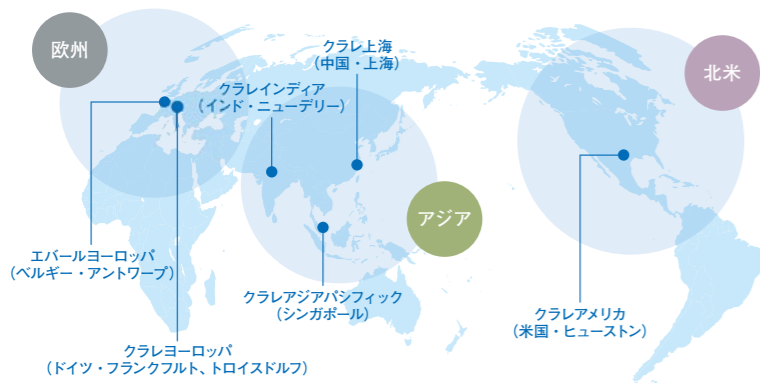 欧州
クラレ上海
（中国・上海）
クラレインディア
（インド・ニューデリー）
北米
アジア
エバールヨーロッパ
（ベルギー・アントワープ）
クラレアジアパシフィック
（シンガポール）
クラレアメリカ
（米国・ヒューストン）
クラレヨーロッパ
（ドイツ・フランクフルト、トロイスドルフ）